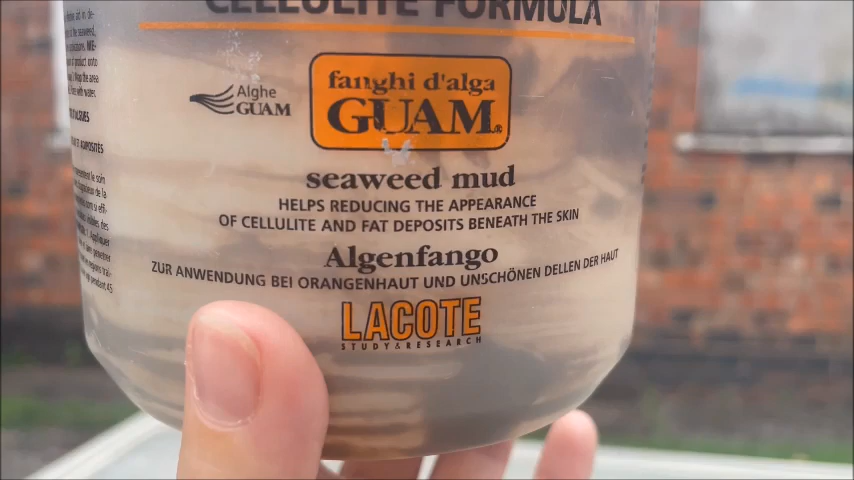 CELLULITE FORMULA
Alghe
GUAM
fanghi d'alga
GUAM®
seaweed mud
HELPS REDUCING THE APPEARANCE
OF CELLULITE AND FAT DEPOSITS BENEATH THE SKIN
Algenfango
ZUR ANWENDUNG BEI ORANGENHAUT UND UNSCHÖNEN DELLEN DER HAUT
LACOTE
STUDY & RESEARCH